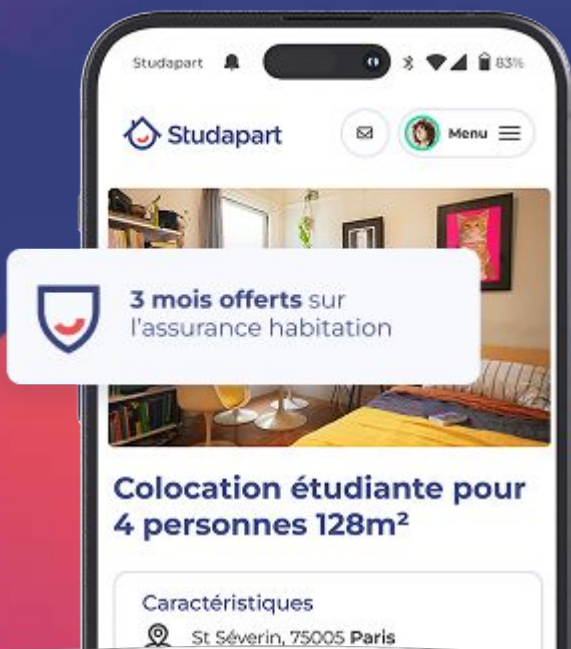 Studapart 83%
Studapart Menu
3 mois offerts sur
l'assurance habitation
Colocation étudiante pour
4 personnes 128m²
Caractéristiques
St Séverin, 75005 Paris